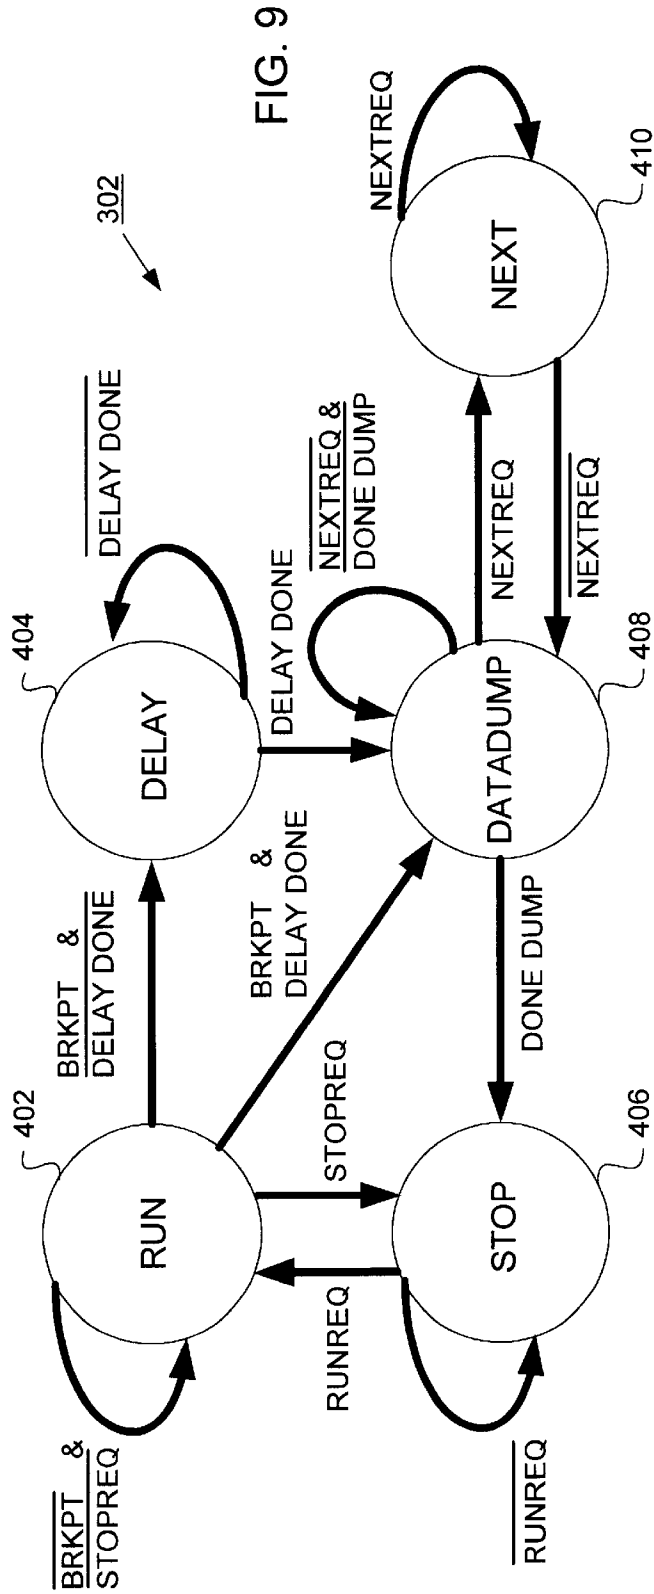 FIG. 9
302
DELAY DONE
404
DELAY
DELAY DONE
BRKPT &
DELAY DONE
402
RUN
BRKPT &
STOPREQ
BRKPT &
DELAY DONE
STOPREQ
RUNREQ
NEXTREQ &
DONE DUMP
NEXTREQ
NEXT
410
NEXTREQ
NEXTREQ
DATADUMP
408
DONE DUMP
STOP
406
RUNREQ